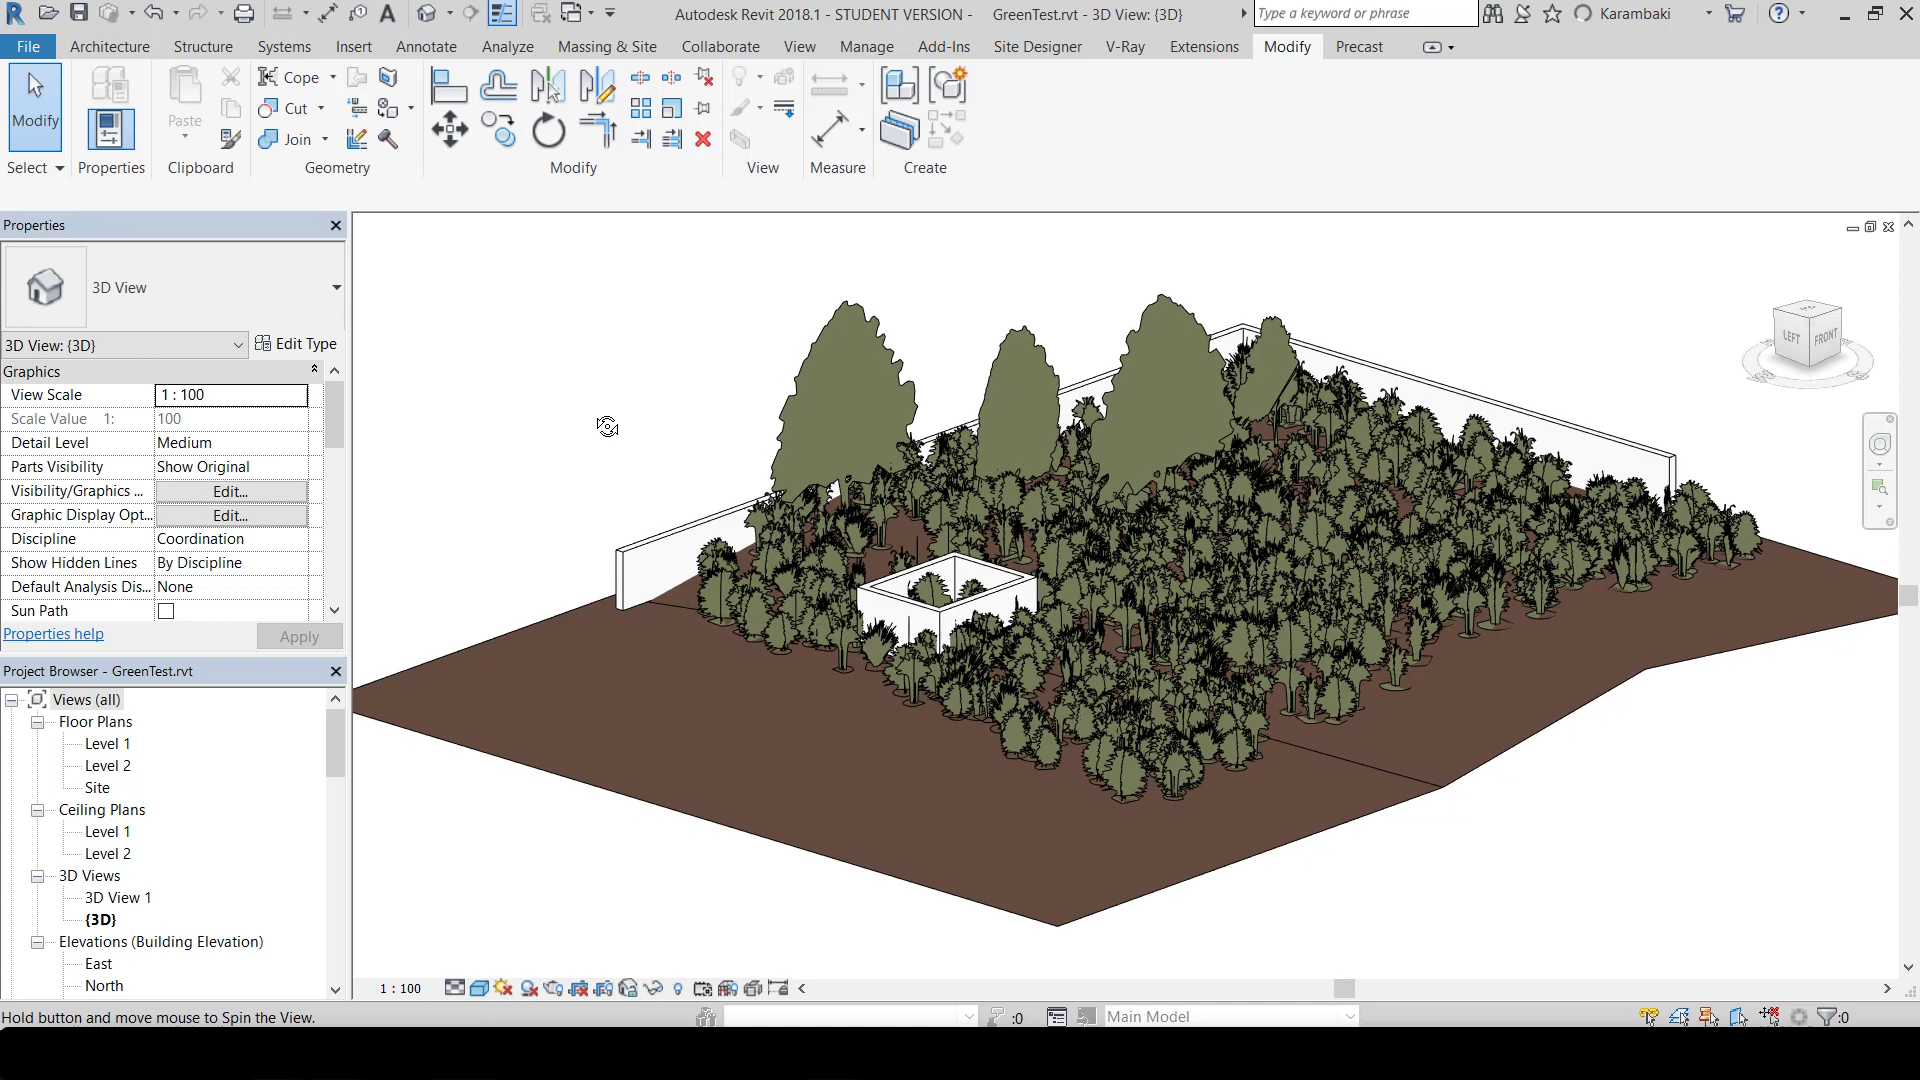 Autodesk Revit 2018.1 - STUDENT VERSION - GreenTest.rvt - 3D View: {3D}
Type a keyword or phrase
Karambaki
File Architecture Structure Systems Insert Annotate Analyze Massing & Site Collaborate View Manage Add-Ins Site Designer V-Ray Extensions Modify Precast
Modify
Paste
Cope
Cut
Join
Select Properties Clipboard Geometry Modify View Measure Create
Properties
3D View
3D View: {3D}
Edit Type
Graphics
View Scale 1 : 100
Scale Value 1: 100
Detail Level Medium
Parts Visibility Show Original
Visibility/Graphics ... Edit...
Graphic Display Opt... Edit...
Discipline Coordination
Show Hidden Lines By Discipline
Default Analysis Dis... None
Sun Path
Properties help Apply
Project Browser - GreenTest.rvt
Views (all)
Floor Plans
Level 1
Level 2
Site
Ceiling Plans
Level 1
Level 2
3D Views
3D View 1
{3D}
Elevations (Building Elevation)
East
North
LEFT FRONT
1 : 100
Hold button and move mouse to Spin the View.
:0
Main Model
:0